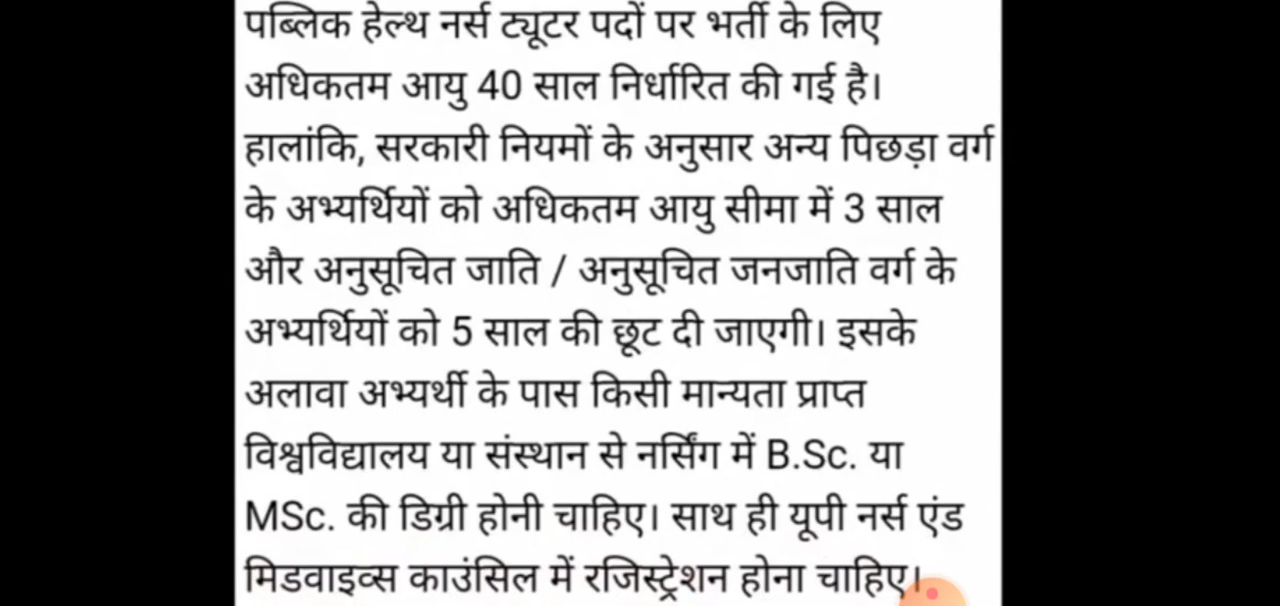 पब्लिक हेल्थ नर्स ट्यूटर पदों पर भर्ती के लिए
अधिकतम आयु 40 साल निर्धारित की गई है।
हालांकि, सरकारी नियमों के अनुसार अन्य पिछड़ा वर्ग
के अभ्यर्थियों को अधिकतम आयु सीमा में 3 साल
और अनुसूचित जाति / अनुसूचित जनजाति वर्ग के
अभ्यर्थियों को 5 साल की छूट दी जाएगी। इसके
अलावा अभ्यर्थी के पास किसी मान्यता प्राप्त
विश्वविद्यालय या संस्थान से नर्सिंग में B.Sc. या
MSc. की डिग्री होनी चाहिए। साथ ही यूपी नर्स एंड
मिडवाइव्स काउंसिल में रजिस्ट्रेशन होना चाहिए।